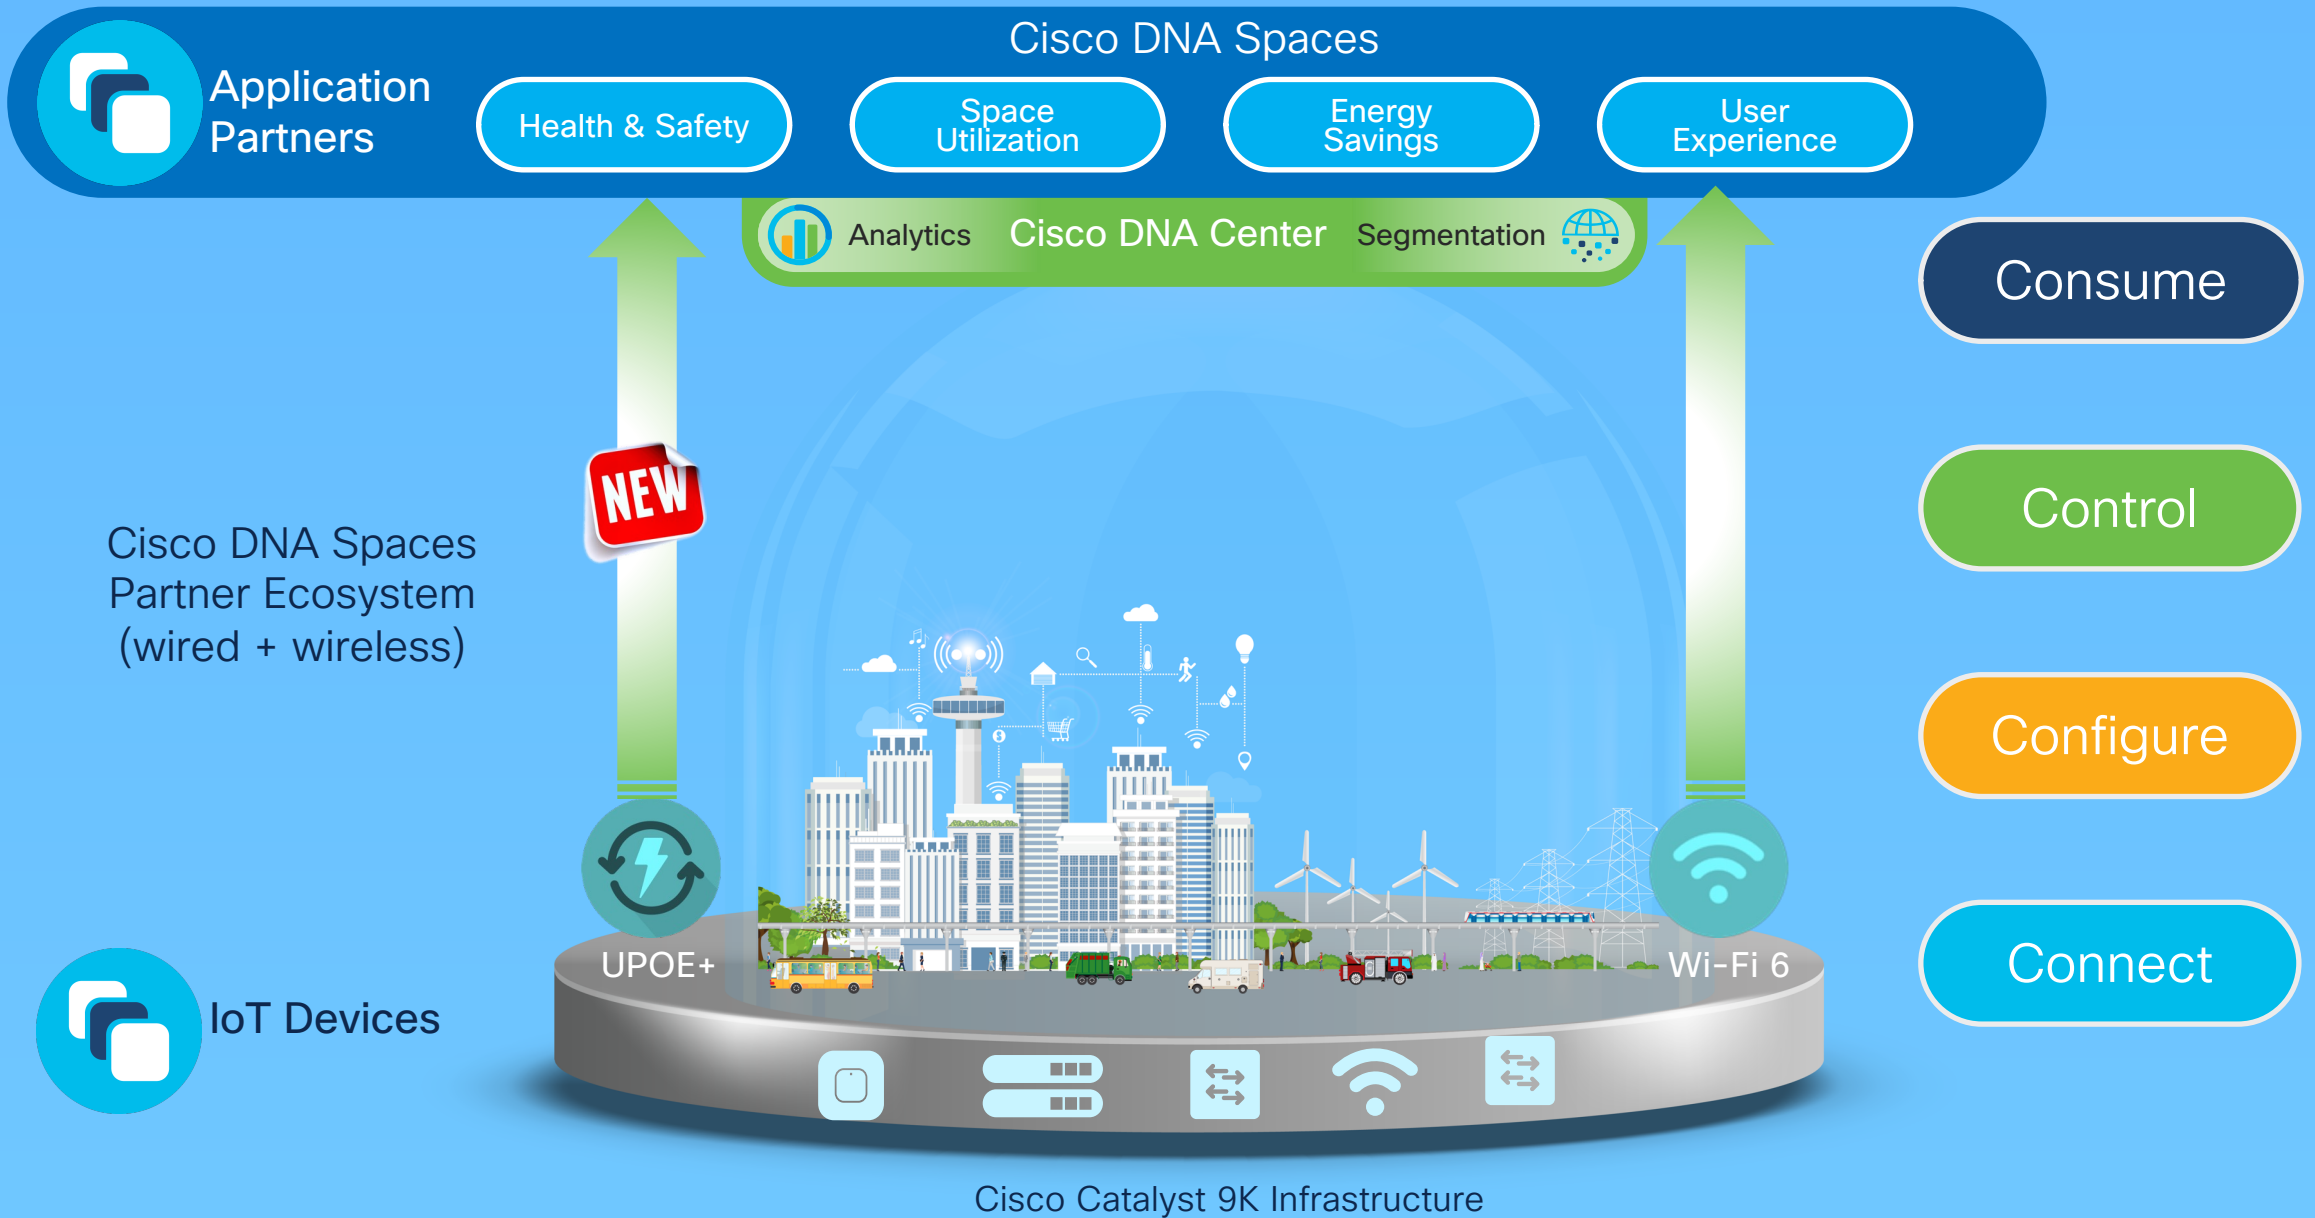 Cisco DNA Spaces
Application
Partners
Health & Safety
Space
Utilization
Energy
Savings
User
Experience
Analytics
Cisco DNA Center
Segmentation
Consume
Control
Configure
Connect
NEW
Cisco DNA Spaces
Partner Ecosystem
(wired + wireless)
UPOE+
Wi-Fi 6
IoT Devices
Cisco Catalyst 9K Infrastructure